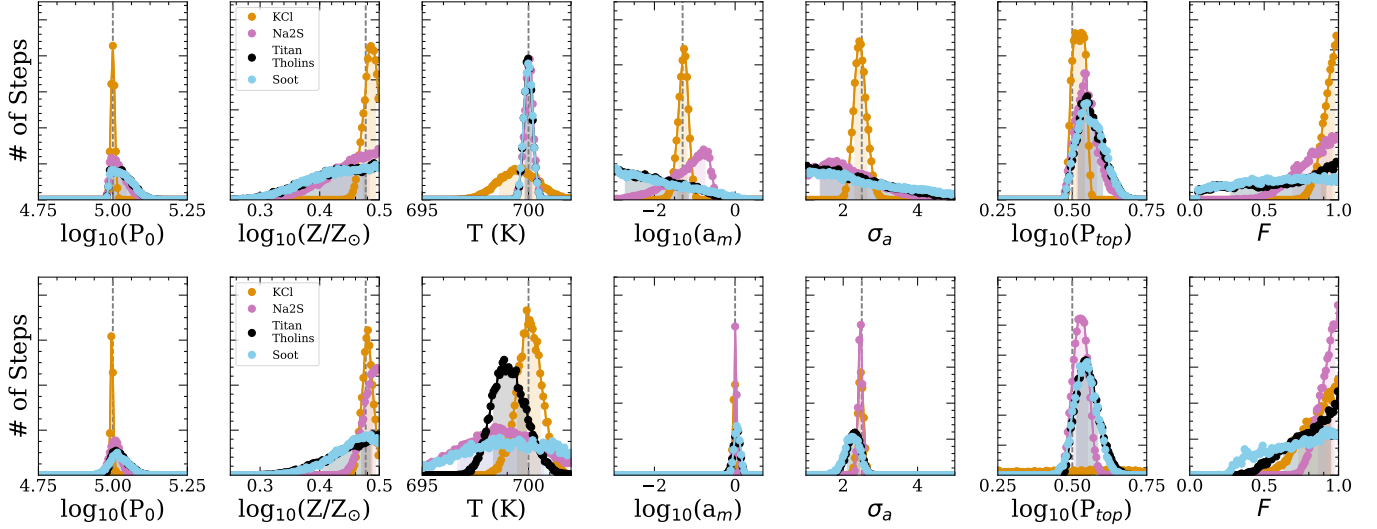 # of Steps
KCl
Na2S
Titan
Tholins
Soot
4.75 5.00 5.25
0.3 0.4 0.5
695 700
−2 0
2 4
0.25 0.50 0.75
0.0 0.5 1.0
log10(P0)
log10(Z/Z⊙)
T (K)
log10(am)
σa
log10(Ptop)
F
# of Steps
KCl
Na2S
Titan
Tholins
Soot
4.75 5.00 5.25
0.3 0.4 0.5
695 700
−2 0
2 4
0.25 0.50 0.75
0.0 0.5 1.0
log10(P0)
log10(Z/Z⊙)
T (K)
log10(am)
σa
log10(Ptop)
F